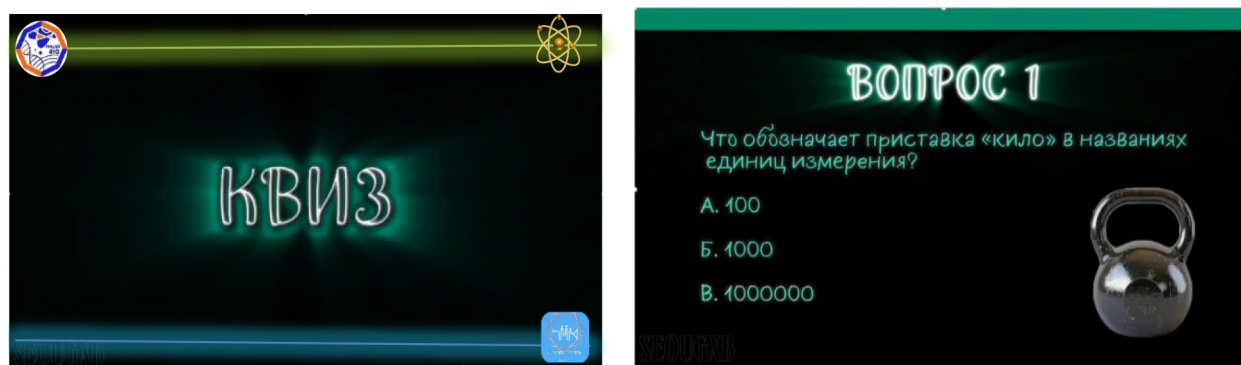 КВИЗ
ВОПРОС 1
Что обозначает приставка «кило» в названиях
единиц измерения?
А. 100
Б. 1000
В. 1000000